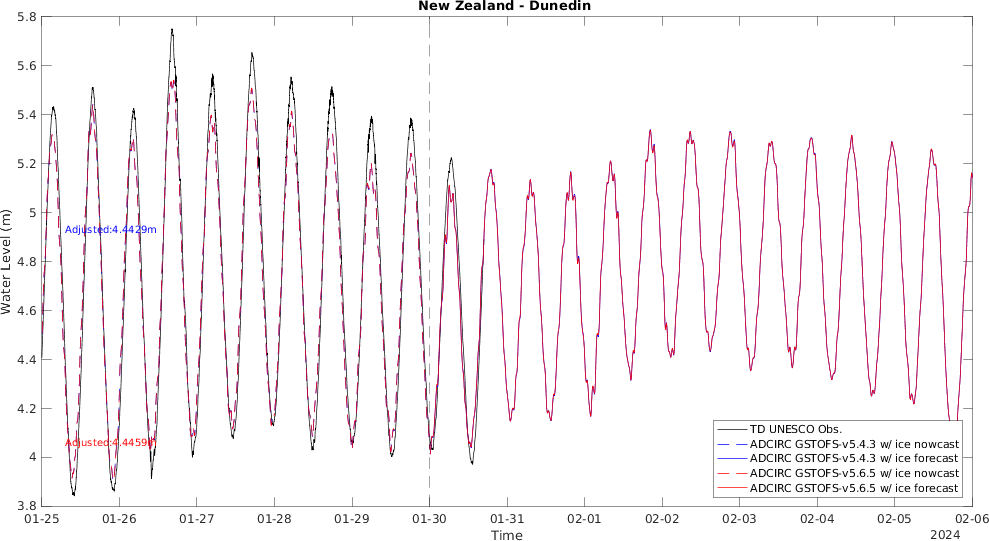 New Zealand - Dunedin
5.8
5.6
5.4
5.2
5
4.8
4.6
4.4
4.2
4
3.8
Water Level (m)
Adjusted:4.4429m
Adjusted:4.4459m
TD UNESCO Obs.
ADCIRC GSTOFS-v5.4.3 w/ ice nowcast
ADCIRC GSTOFS-v5.4.3 w/ ice forecast
ADCIRC GSTOFS-v5.6.5 w/ ice nowcast
ADCIRC GSTOFS-v5.6.5 w/ ice forecast
01-25 01-26 01-27 01-28 01-29 01-30 01-31 02-01 02-02 02-03 02-04 02-05 02-06
Time
2024